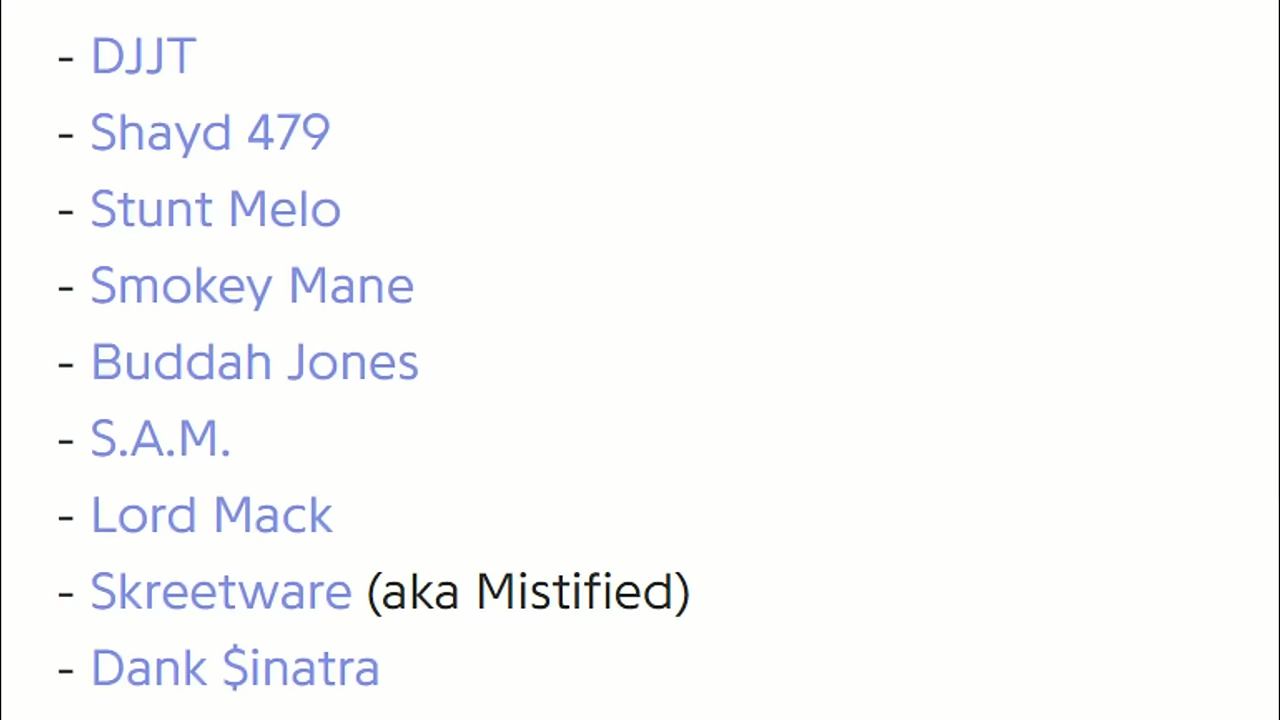 - DJJT
- Shayd 479
- Stunt Melo
- Smokey Mane
- Buddah Jones
- S.A.M.
- Lord Mack
- Skreetware (aka Mistified)
- Dank $inatra